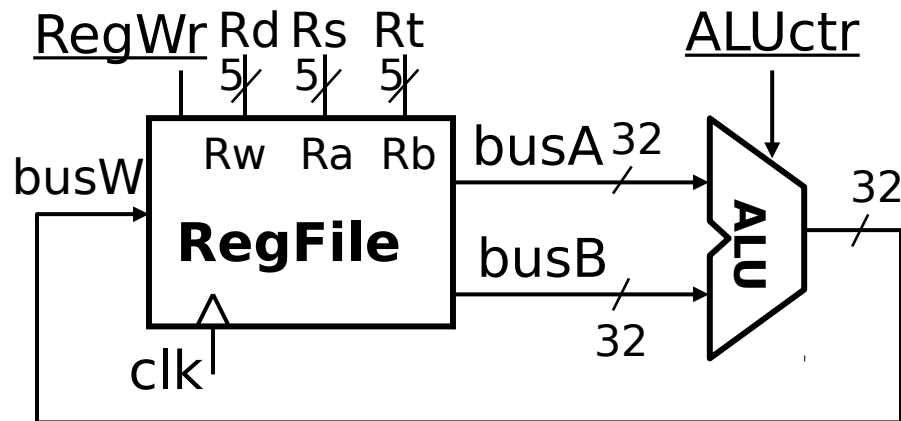 RegWr Rd Rs Rt ALUctr
5 5 5
Rw Ra Rb
busW
busA 32
32
RegFile
ALU
busB
32
clk